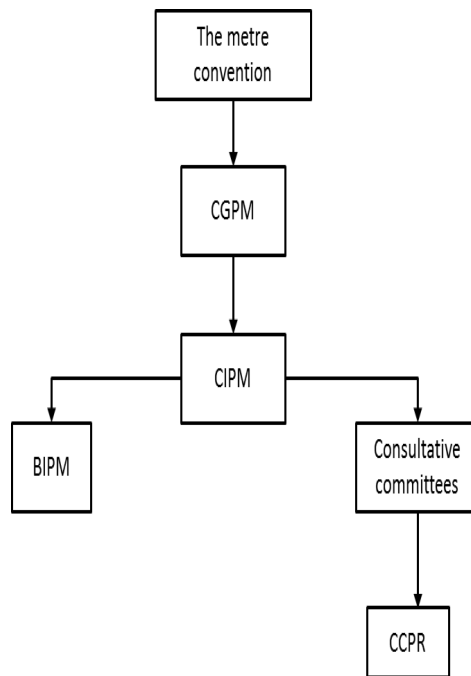 The metre
convention
CGPM
CIPM
BIPM
Consultative
committees
CCPR